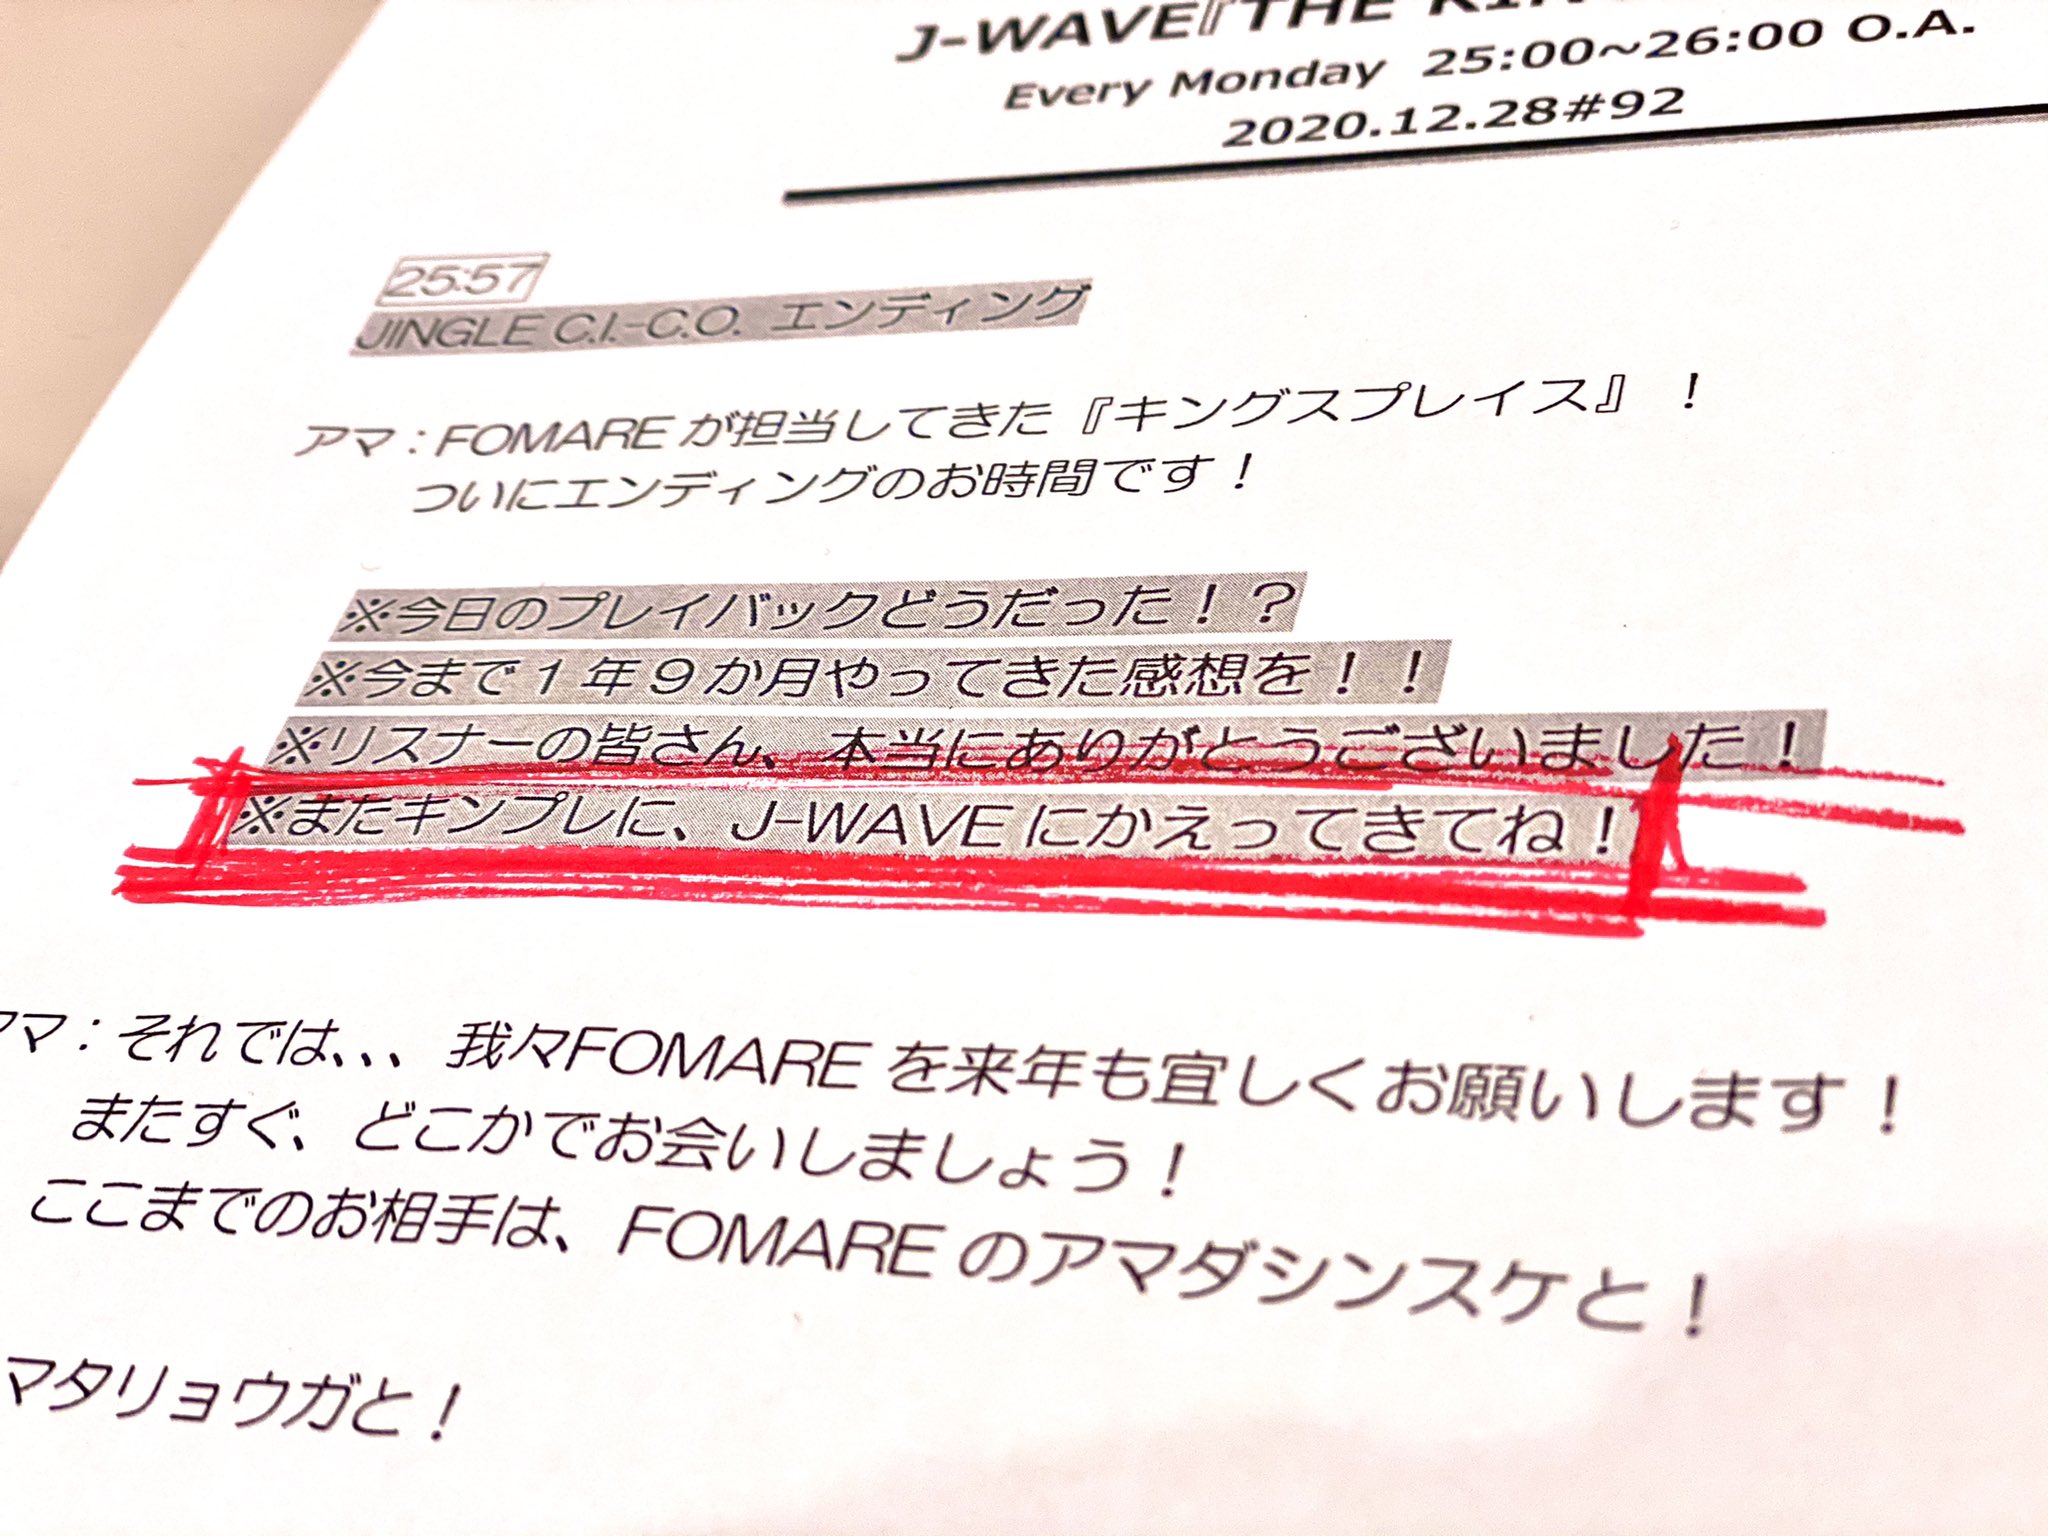 J-WAVE『THE
Every Monday 25:00~26:00 O.A.
2020.12.28#92
25:57
JINGLE C.I.-C.O. エンディング
アマ：FOMARE が担当してきた『キングスプレイス』！
ついにエンディングのお時間です！
※今日のプレイバックどうだった！？
※今まで１年９か月やってきた感想を！！
※リスナーの皆さん、本当にありがとうございました！
※またキンプレに、J-WAVE にかえってきてね！
アマ：それでは、、、我々FOMARE を来年も宜しくお願いします！
またすぐ、どこかでお会いしましょう！
ここまでのお相手は、FOMARE のアマダシンスケと！
マタリョウガと！